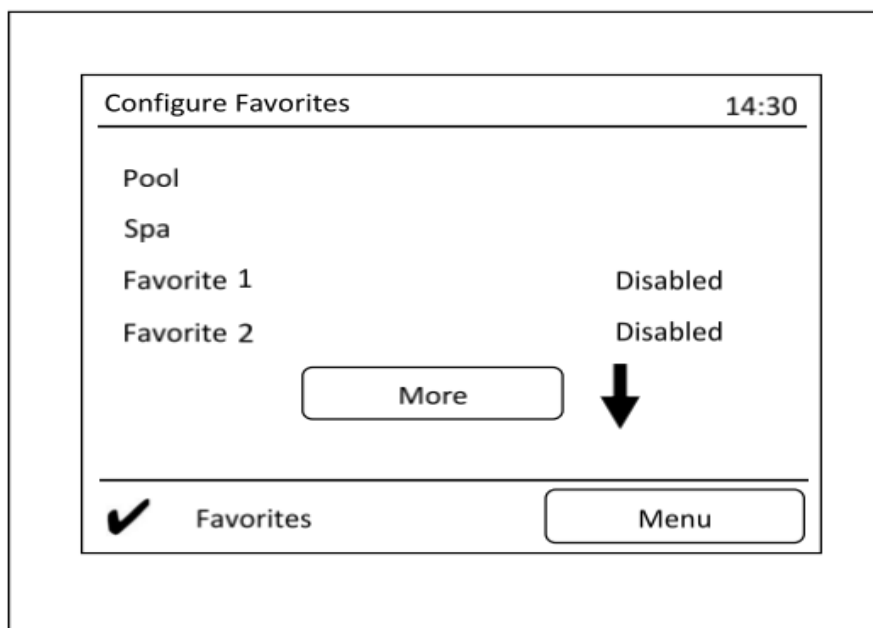 Configure Favorites 14:30
Pool
Spa
Favorite 1 Disabled
Favorite 2 Disabled
More
Favorites Menu